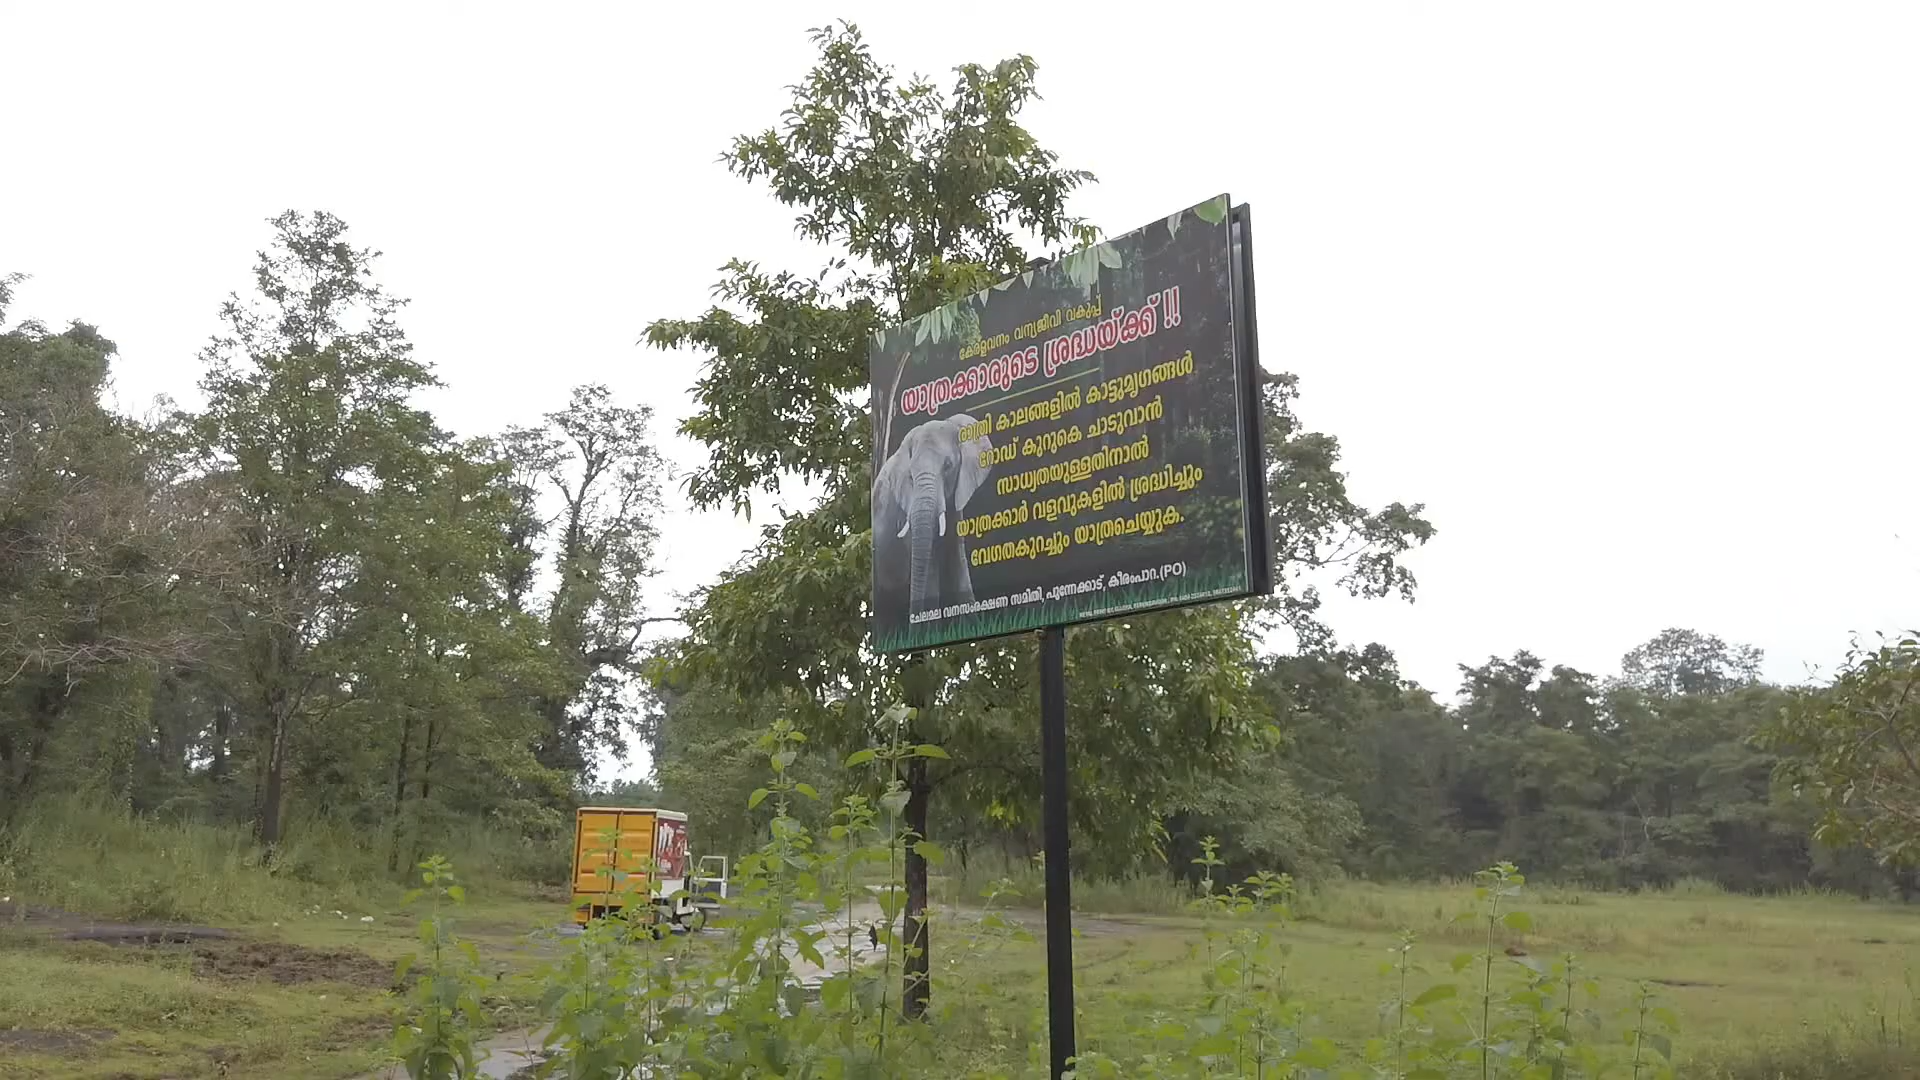 കേരളവനം വന്യജീവി വകുപ്പ്
യാത്രക്കാരുടെ ശ്രദ്ധയ്ക്ക് !!
രാത്രി കാലങ്ങളിൽ കാട്ടുമൃഗങ്ങൾ
റോഡ് കുറുകെ ചാടുവാൻ
സാധ്യതയുള്ളതിനാൽ
യാത്രക്കാർ വളവുകളിൽ ശ്രദ്ധിച്ചും
വേഗതകുറച്ചും യാത്രചെയ്യുക.
ചേലമല വനസംരക്ഷണ സമിതി, പുന്നേക്കാട്, കീരംപാറ.(PO)